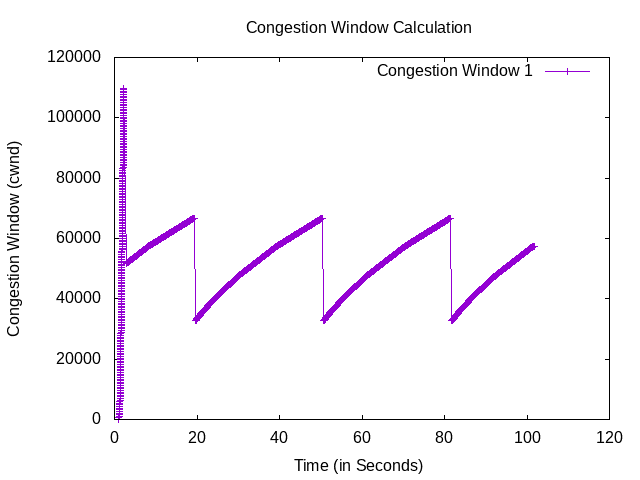 Congestion Window Calculation
120000
100000
80000
60000
40000
20000
0
Congestion Window (cwnd)
Congestion Window 1
0 20 40 60 80 100 120
Time (in Seconds)